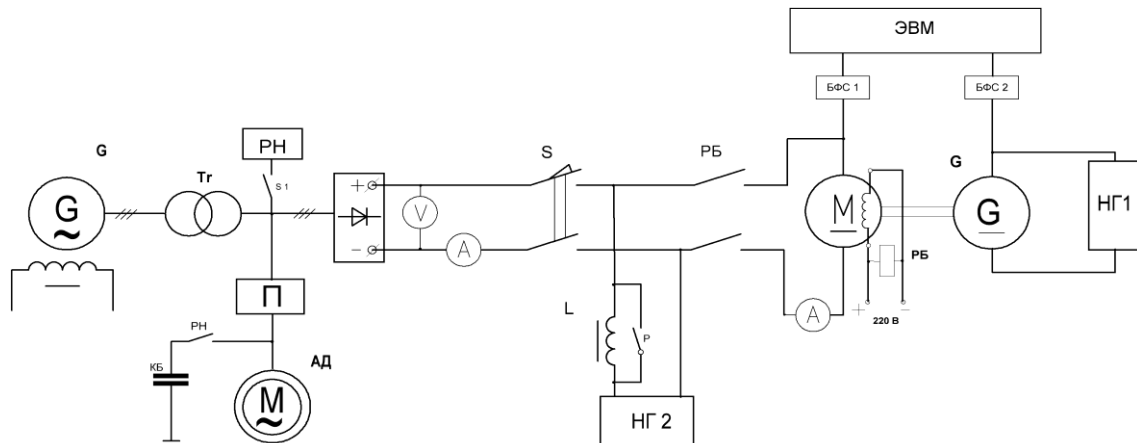 ЭВМ
БФС 1
БФС 2
G
Tr
РН
S 1
S
РБ
G
G
~
+
-
V
A
M
G
НГ1
РБ
+
-
220 В
A
П
L
P
РН
КБ
АД
M
~
НГ 2